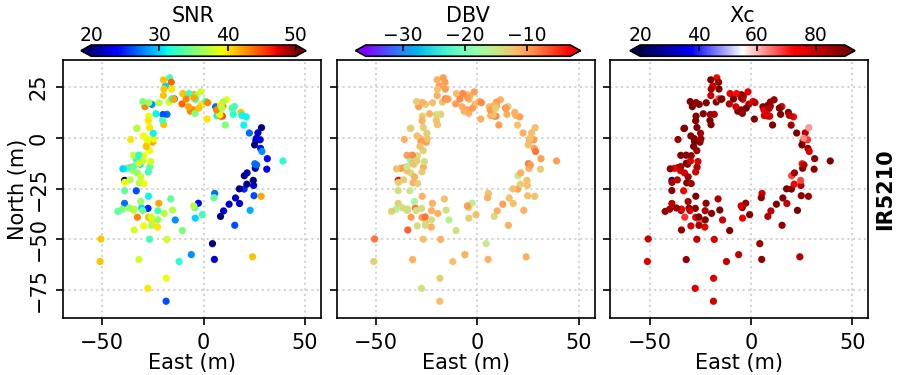 SNR DBV Xc
20 30 40 50 −30 −20 −10 20 40 60 80
25
0
−25
−50
−75
North (m)
−50 0 50 −50 0 50 −50 0 50
East (m) East (m) East (m)
IR5210